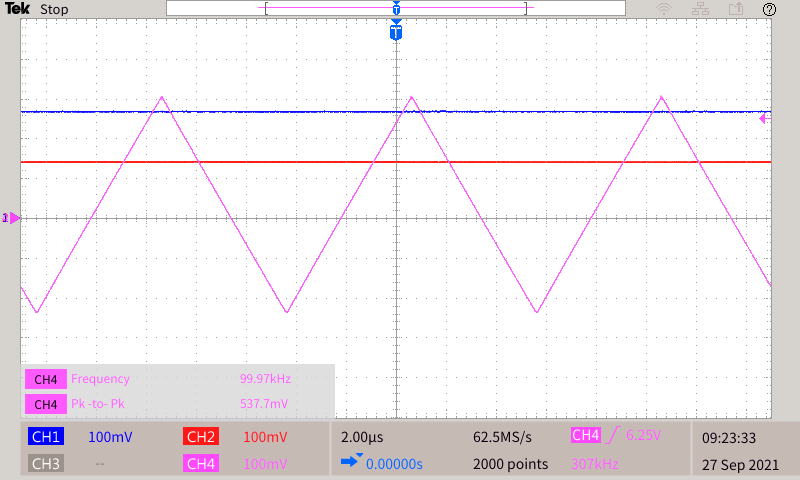 Tek Stop
T
?
T
CH4 Frequency 99.97kHz
CH4 Pk -to- Pk 537.7mV
CH1 100mV CH2 100mV 2.00µs 62.5MS/s CH4 6.25V 09:23:33
CH3 -- CH4 100mV 0.00000s 2000 points 307kHz 27 Sep 2021